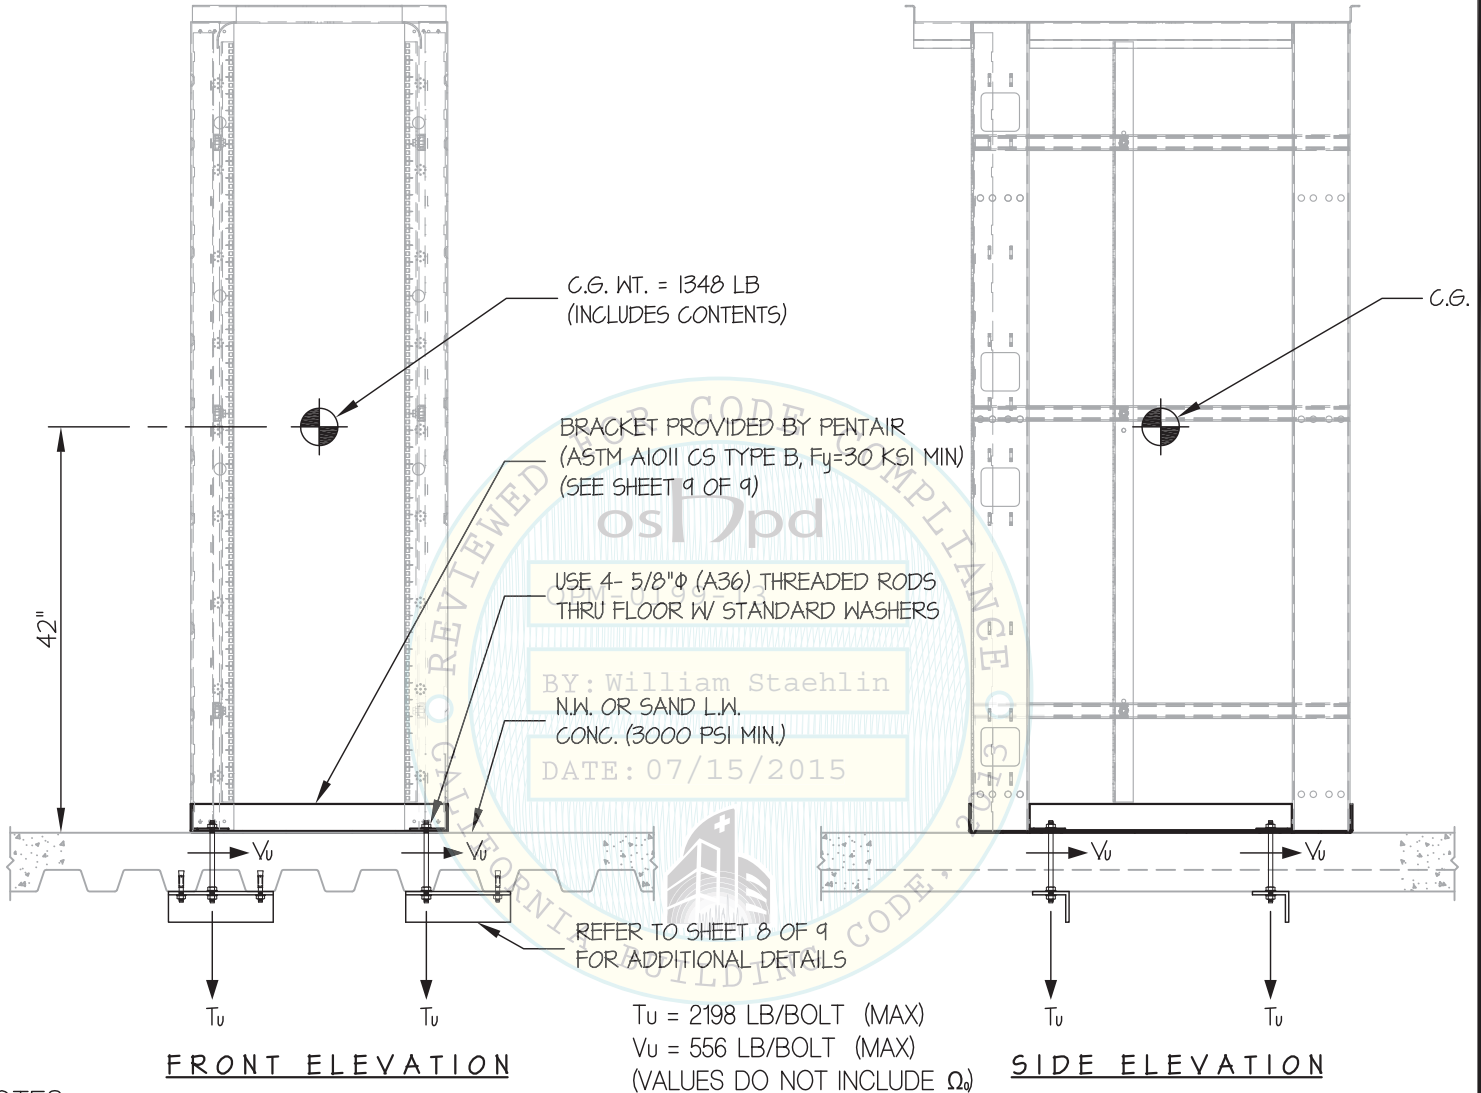 C.G. WT. = 1348 LB
(INCLUDES CONTENTS)
C.G.
BRACKET PROVIDED BY PENTAIR
(ASTM A1011 CS TYPE B, Fy=30 KSI MIN)
(SEE SHEET 9 OF 9)
42"
USE 4- 5/8"Φ (A36) THREADED RODS
THRU FLOOR W/ STANDARD WASHERS
N.W. OR SAND L.W.
CONC. (3000 PSI MIN.)
REVIEWED FOR CODE COMPLIANCE
oshpd
OPM-0199-13
BY: William Staehlin
DATE: 07/15/2015
CALIFORNIA BUILDING CODE, 2013
Vu
Vu
Vu
Vu
REFER TO SHEET 8 OF 9
FOR ADDITIONAL DETAILS
Tu
Tu
Tu
Tu
Tu = 2198 LB/BOLT (MAX)
Vu = 556 LB/BOLT (MAX)
(VALUES DO NOT INCLUDE Ω₀)
FRONT ELEVATION
SIDE ELEVATION